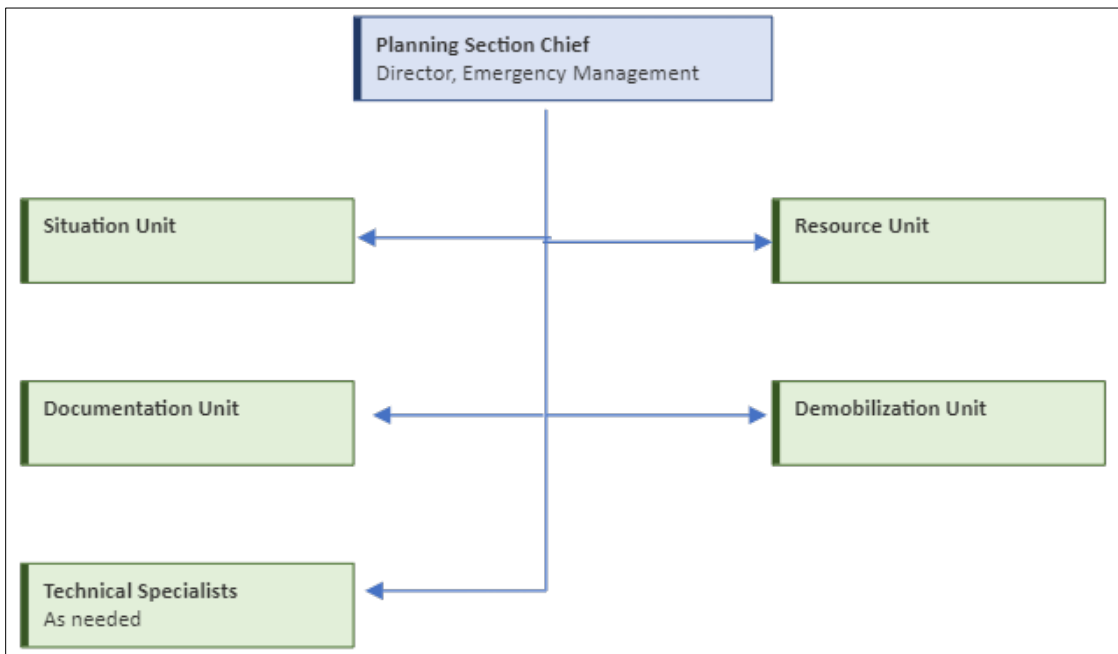 Planning Section Chief
Director, Emergency Management
Situation Unit
Resource Unit
Documentation Unit
Demobilization Unit
Technical Specialists
As needed